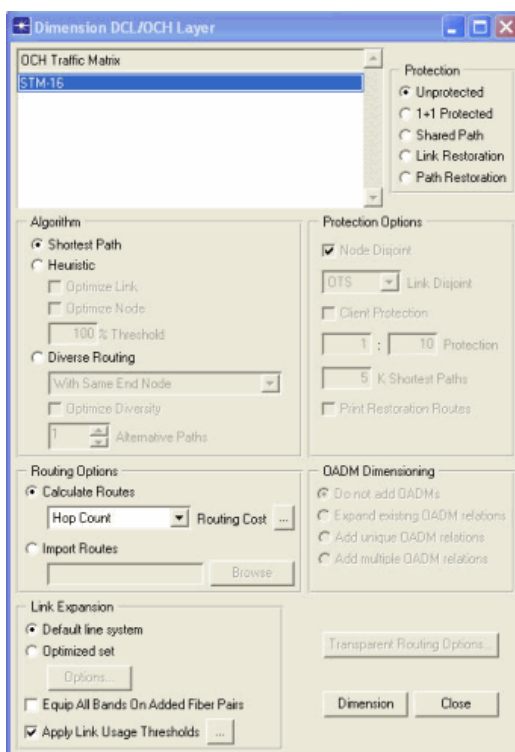 Dimension DCL/OCH Layer
OCH Traffic Matrix
STM-16
Protection
Unprotected
1+1 Protected
Shared Path
Link Restoration
Path Restoration
Algorithm
Shortest Path
Heuristic
Optimize Link
Optimize Node
100 % Threshold
Diverse Routing
With Same End Node
Optimize Diversity
1 Alternative Paths
Protection Options
Node Disjoint
OTS Link Disjoint
Client Protection
1 : 10 Protection
5 K Shortest Paths
Print Restoration Routes
Routing Options
Calculate Routes
Hop Count Routing Cost ...
Import Routes
Browse
OADM Dimensioning
Do not add OADMs
Expand existing OADM relations
Add unique OADM relations
Add multiple OADM relations
Link Expansion
Default line system
Optimized set
Options...
Equip All Bands On Added Fiber Pairs
Apply Link Usage Thresholds ...
Transparent Routing Options...
Dimension Close